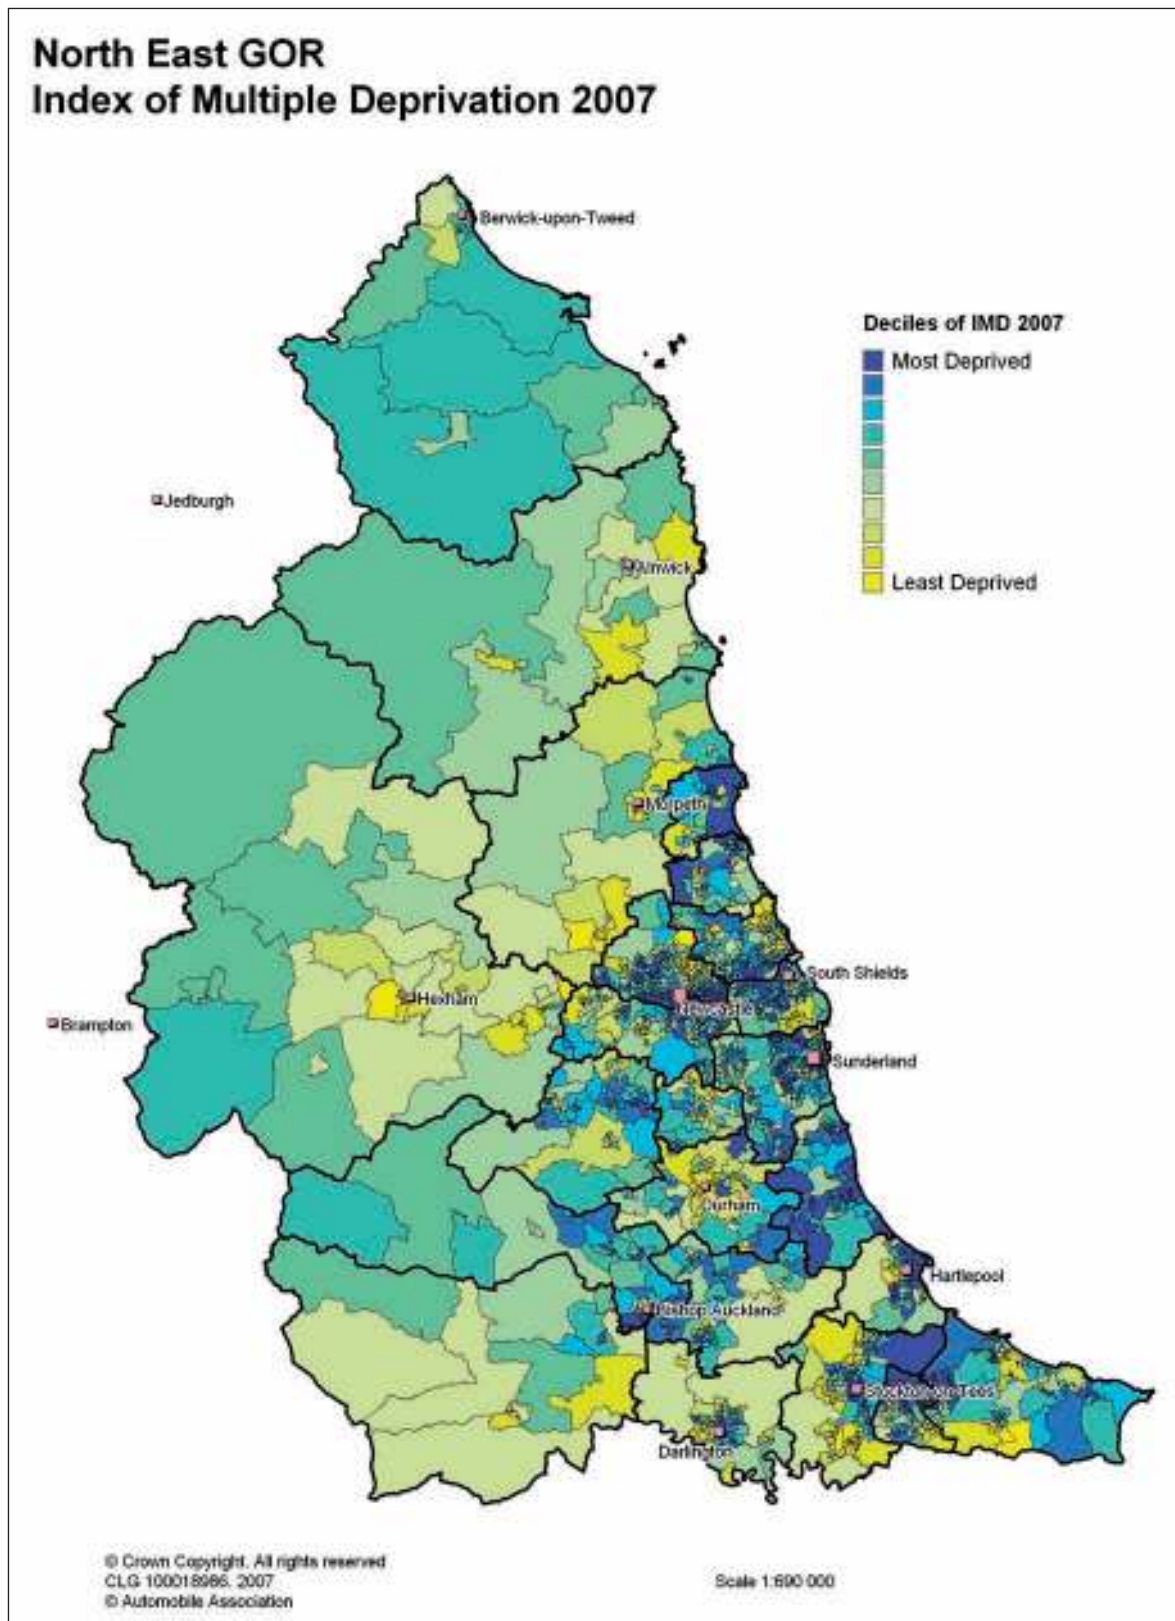 North East GOR
Index of Multiple Deprivation 2007
Berwick-upon-Tweed
Deciles of IMD 2007
Most Deprived
Least Deprived
Jedburgh
Alnwick
Morpeth
South Shields
Hexham
Newcastle
Brampton
Sunderland
Durham
Hartlepool
Bishop Auckland
Stockton-on-Tees
Darlington
© Crown Copyright. All rights reserved
CLG 100018986. 2007
© Automobile Association
Scale 1:690 000